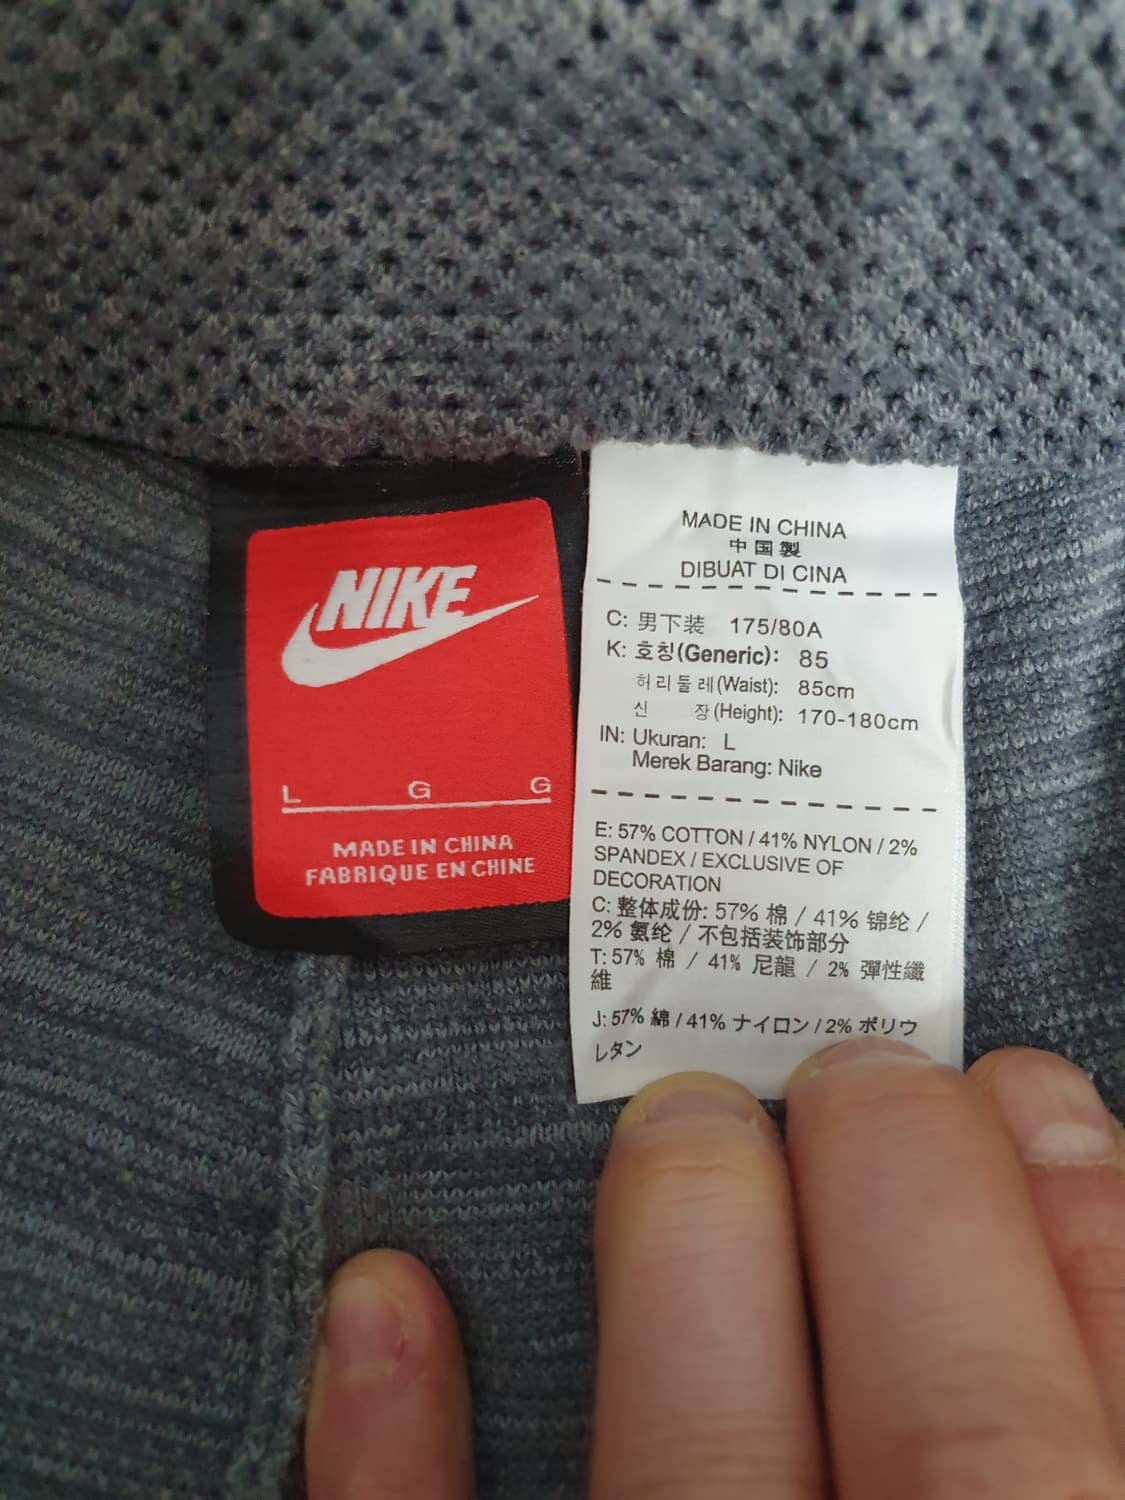 NIKE
L G G
MADE IN CHINA
FABRIQUE EN CHINE
MADE IN CHINA
中国製
DIBUAT DI CINA
C: 男下装 175/80A
K: 호칭(Generic): 85
허리둘레(Waist): 85cm
신 장(Height): 170-180cm
IN: Ukuran: L
Merek Barang: Nike
E: 57% COTTON / 41% NYLON / 2%
SPANDEX / EXCLUSIVE OF
DECORATION
C: 整体成份: 57% 棉 / 41% 锦纶 /
2% 氨纶 / 不包括装饰部分
T: 57% 棉 / 41% 尼龍 / 2% 彈性纖
維
J: 57% 綿 / 41% ナイロン / 2% ポリウ
レタン